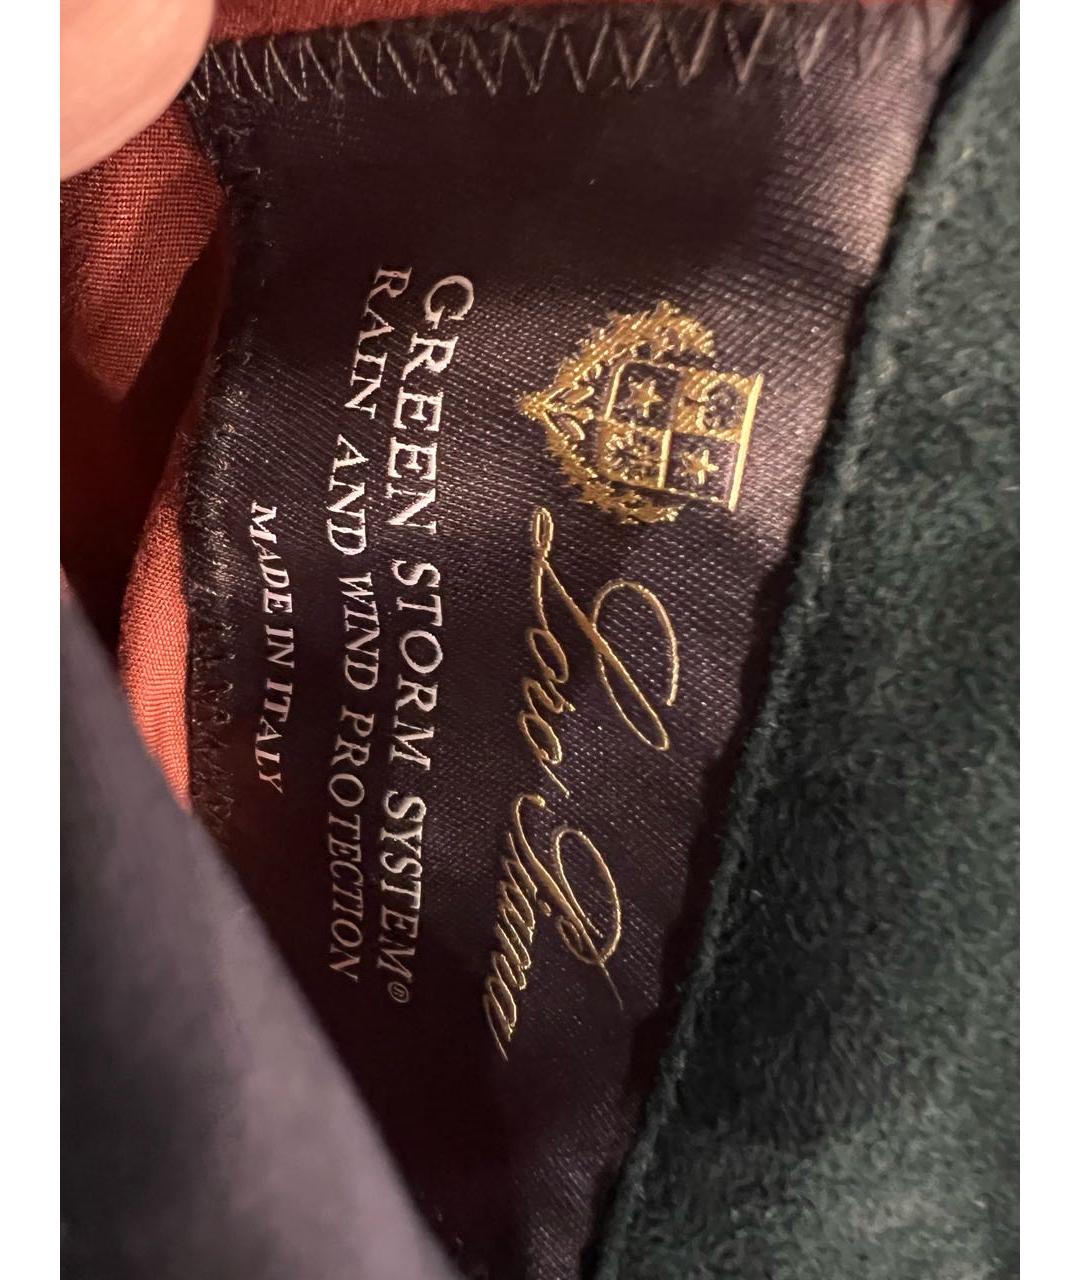 Loro Piana
GREEN STORM SYSTEM®
RAIN AND WIND PROTECTION
MADE IN ITALY